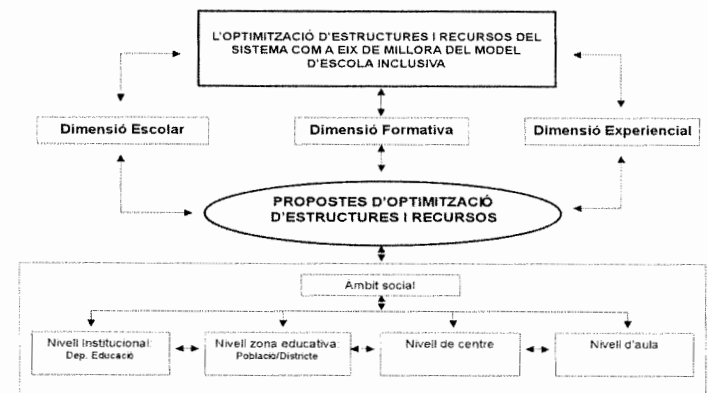 L'OPTIMITZACIÓ D'ESTRUCTURES I RECURSOS DEL
SISTEMA COM A EIX DE MILLORA DEL MODEL
D'ESCOLA INCLUSIVA
Dimensió Escolar
Dimensió Formativa
Dimensió Experiencial
PROPOSTES D'OPTIMITZACIÓ
D'ESTRUCTURES I RECURSOS
Àmbit social
Nivell Institucional:
Dep. Educació
Nivell zona educativa:
Població/Districte
Nivell de centre
Nivell d'aula